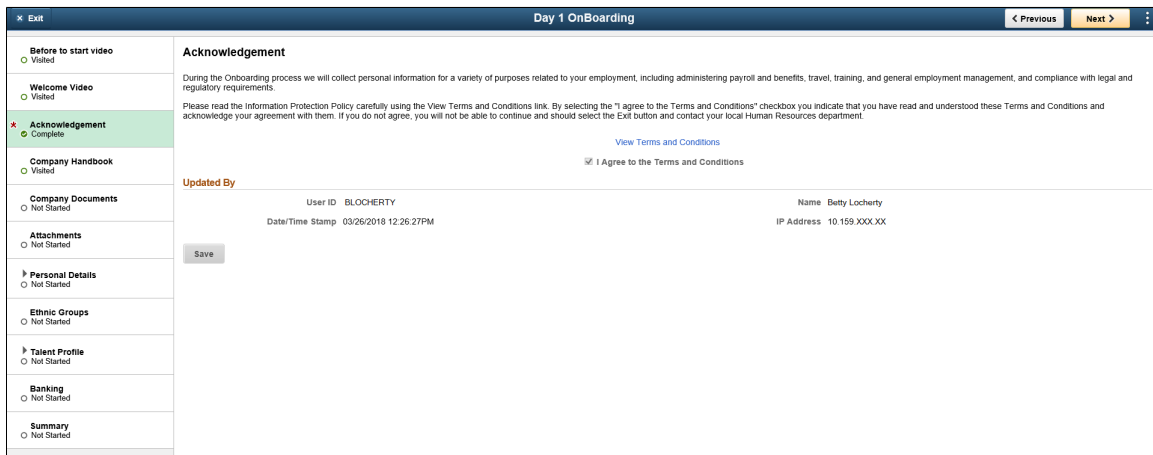 × Exit
Day 1 OnBoarding
Previous
Next
Before to start video
Visited
Welcome Video
Visited
* Acknowledgement
Complete
Company Handbook
Visited
Company Documents
Not Started
Attachments
Not Started
Personal Details
Not Started
Ethnic Groups
Not Started
Talent Profile
Not Started
Banking
Not Started
Summary
Not Started
Acknowledgement
During the Onboarding process we will collect personal information for a variety of purposes related to your employment, including administering payroll and benefits, travel, training, and general employment management, and compliance with legal and
regulatory requirements.
Please read the Information Protection Policy carefully using the View Terms and Conditions link. By selecting the "I agree to the Terms and Conditions" checkbox you indicate that you have read and understood these Terms and Conditions and
acknowledge your agreement with them. If you do not agree, you will not be able to continue and should select the Exit button and contact your local Human Resources department.
View Terms and Conditions
I Agree to the Terms and Conditions
Updated By
User ID BLOCHERTY
Name Betty Locherty
Date/Time Stamp 03/26/2018 12:26:27PM
IP Address 10.159.XXX.XX
Save